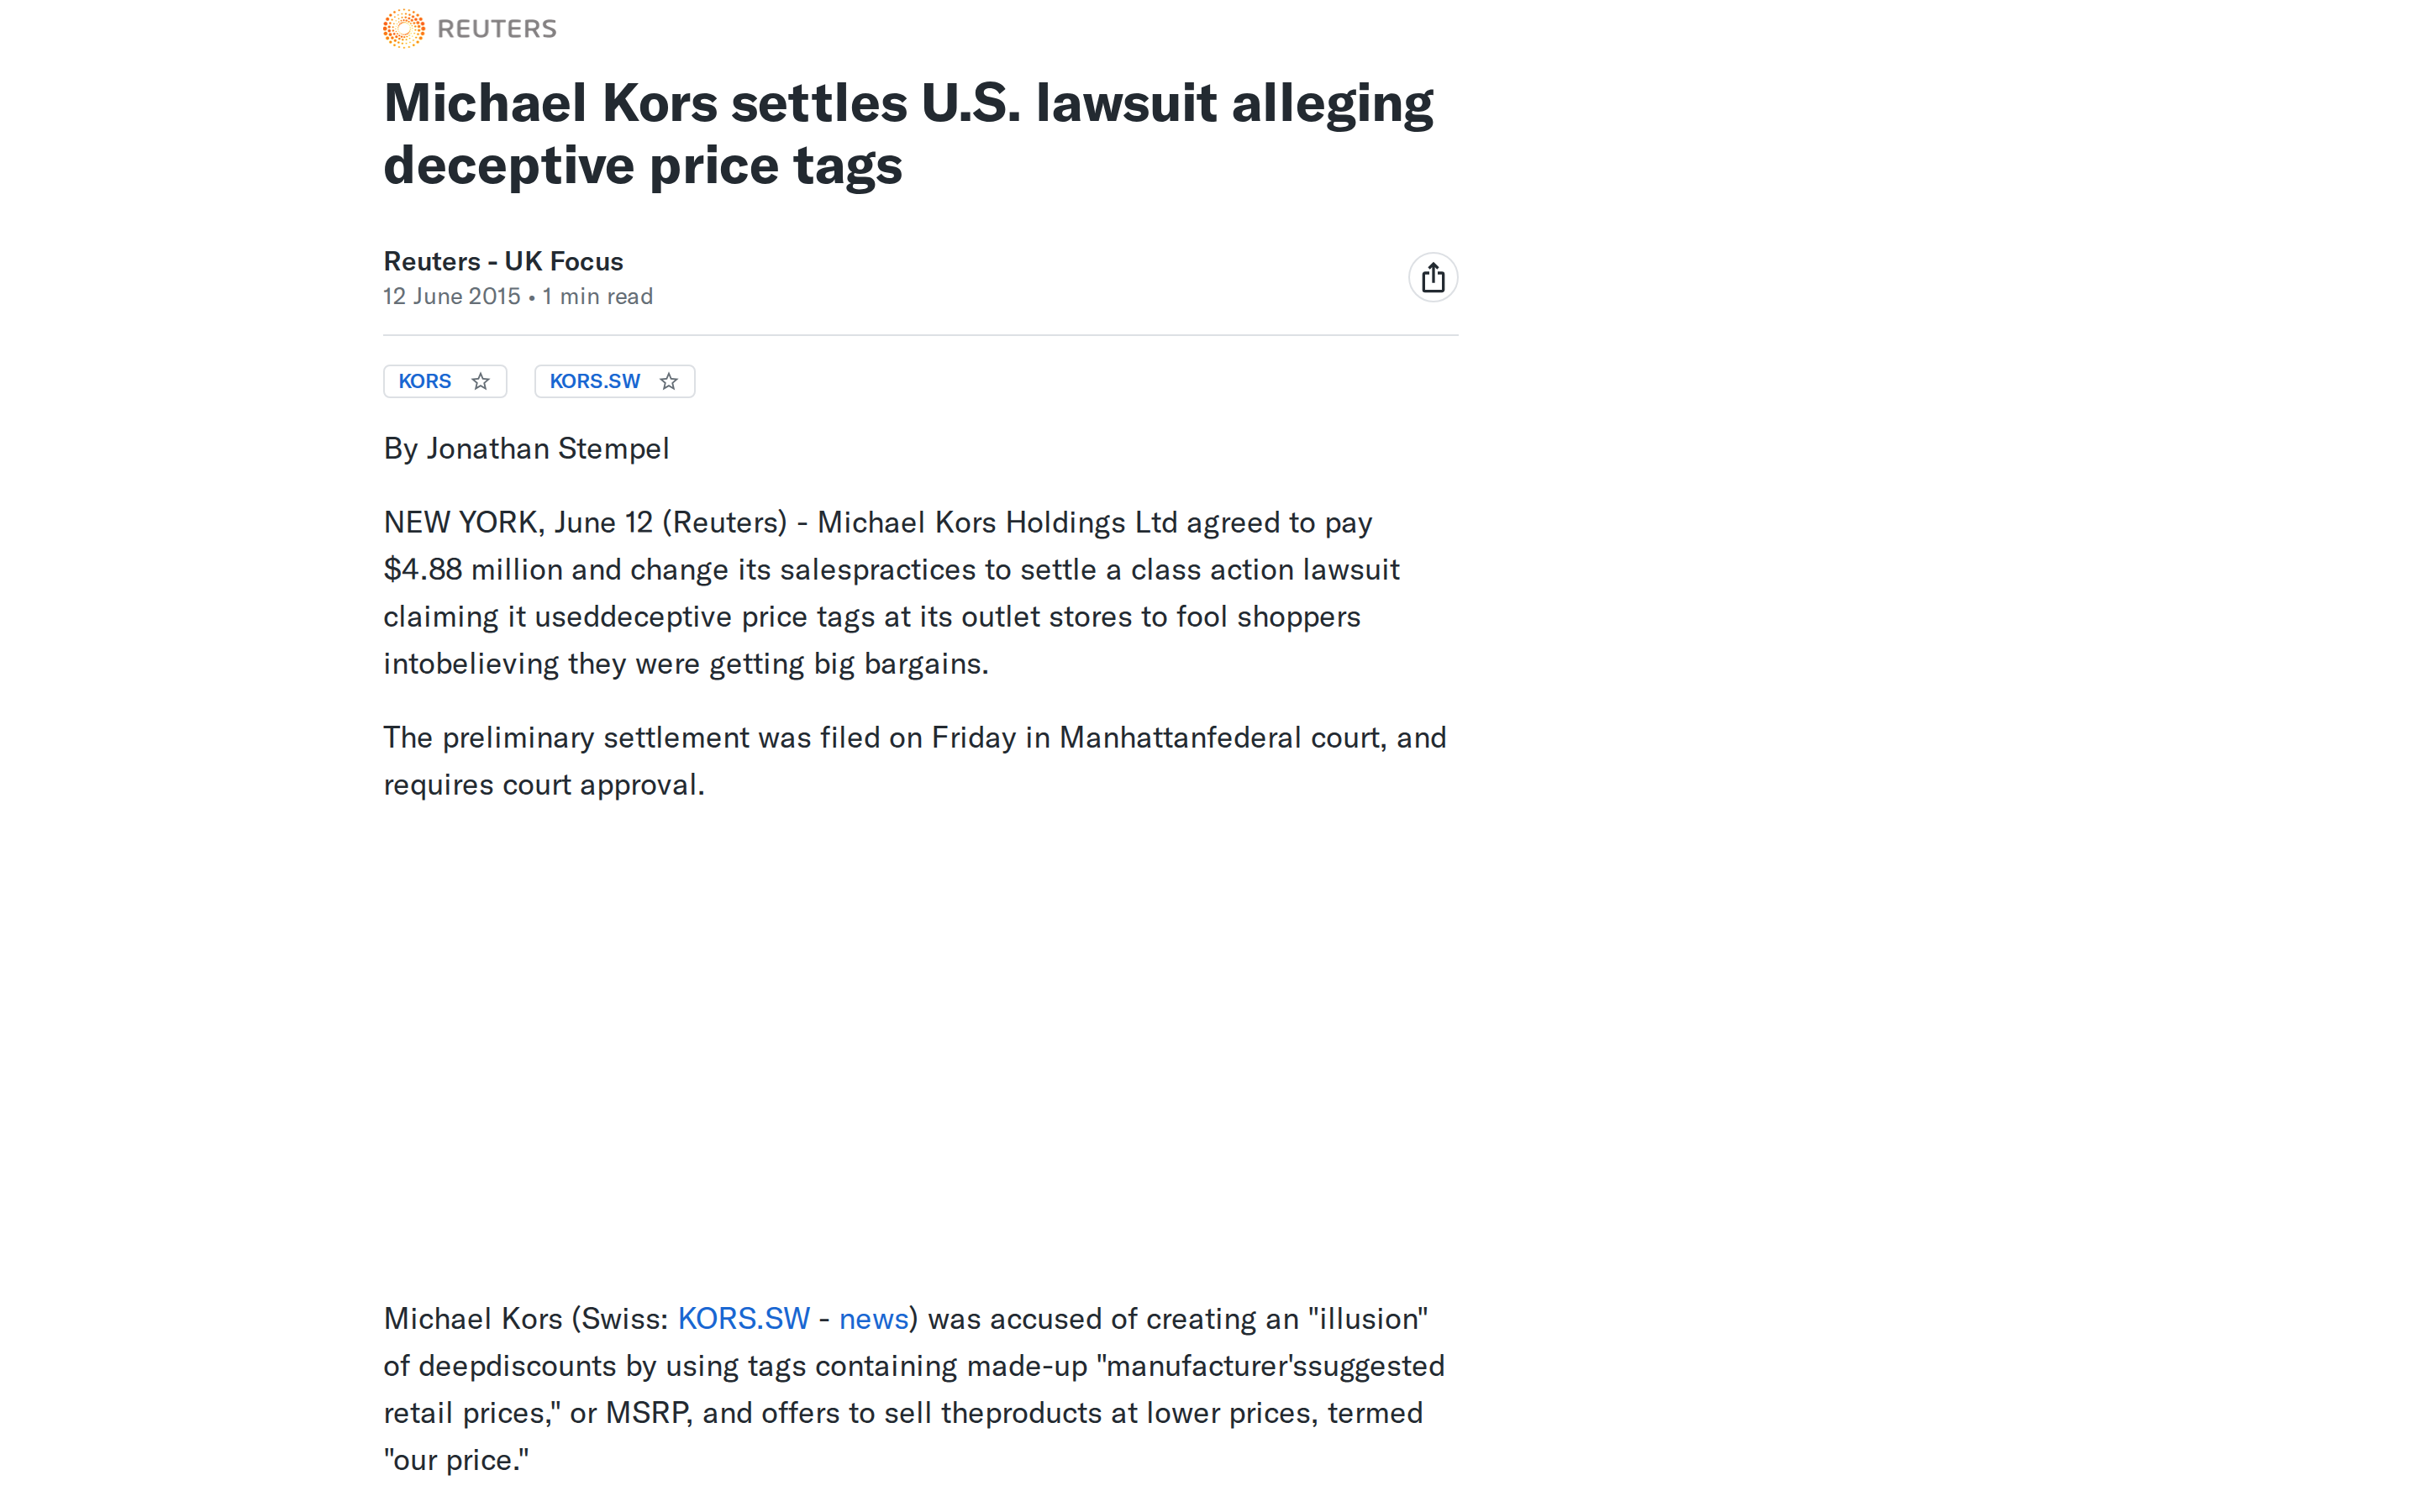 REUTERS
Michael Kors settles U.S. lawsuit alleging
deceptive price tags
Reuters - UK Focus
12 June 2015 • 1 min read
KORS
KORS.SW
By Jonathan Stempel
NEW YORK, June 12 (Reuters) - Michael Kors Holdings Ltd agreed to pay
$4.88 million and change its salespractices to settle a class action lawsuit
claiming it useddeceptive price tags at its outlet stores to fool shoppers
intobelieving they were getting big bargains.
The preliminary settlement was filed on Friday in Manhattanfederal court, and
requires court approval.
Michael Kors (Swiss: KORS.SW - news) was accused of creating an "illusion"
of deepdiscounts by using tags containing made-up "manufacturer'ssuggested
retail prices," or MSRP, and offers to sell theproducts at lower prices, termed
"our price."